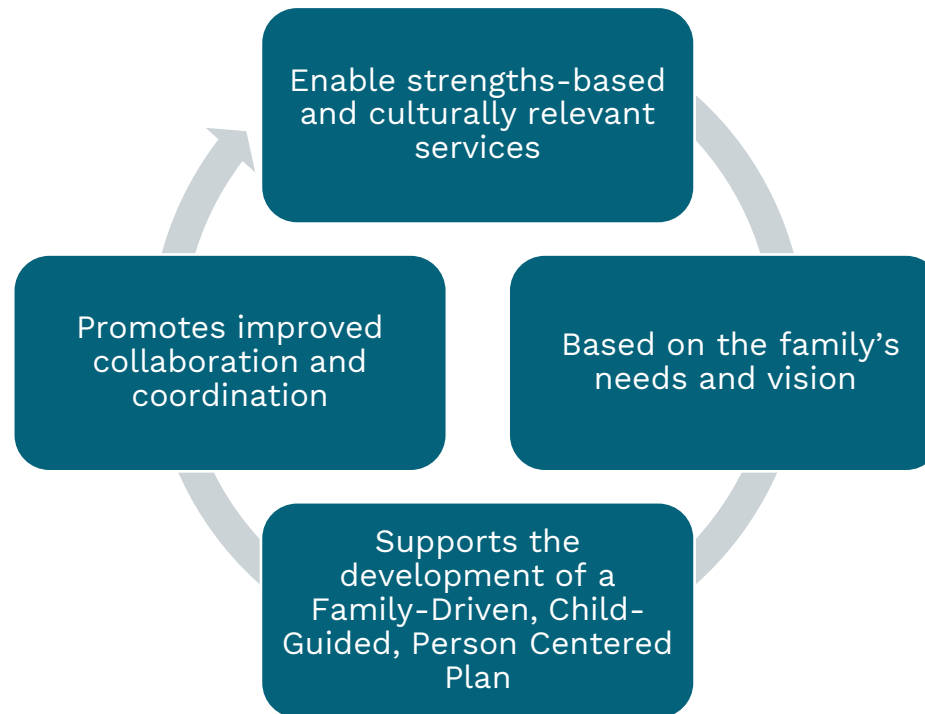 Enable strengths-based
and culturally relevant
services
Based on the family’s
needs and vision
Supports the
development of a
Family-Driven, Child-
Guided, Person Centered
Plan
Promotes improved
collaboration and
coordination